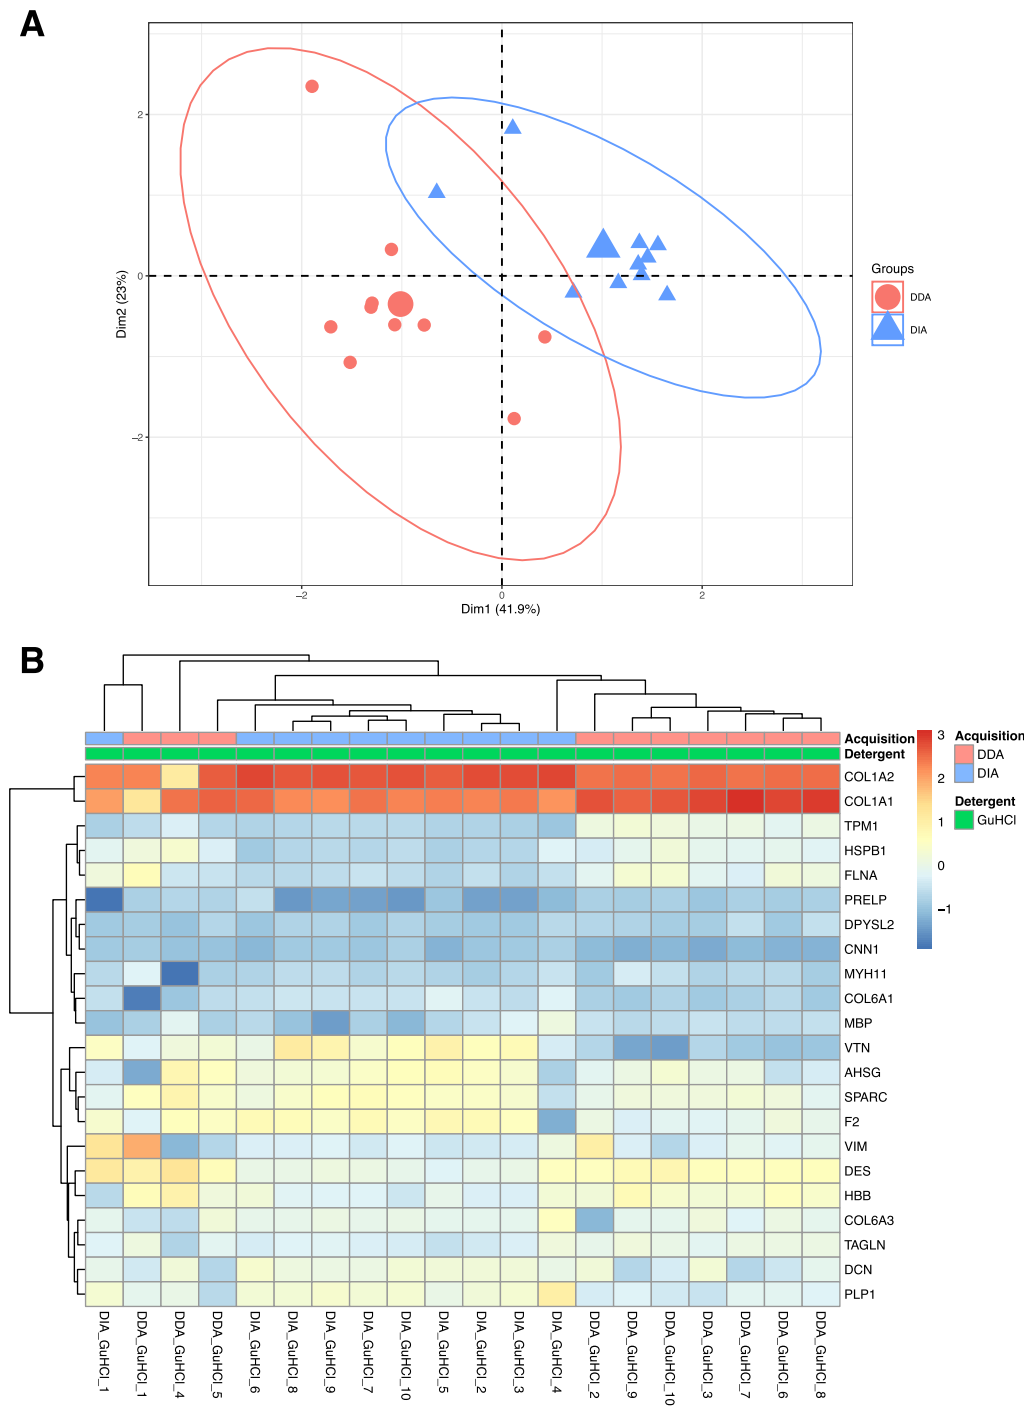 A
2
0
−2
Dim2 (23%)
−2
0
2
Dim1 (41.9%)
Groups
DDA
DIA
B
Acquisition
Detergent
COL1A2
COL1A1
TPM1
HSPB1
FLNA
PRELP
DPYSL2
CNN1
MYH11
COL6A1
MBP
VTN
AHSG
SPARC
F2
VIM
DES
HBB
COL6A3
TAGLN
DCN
PLP1
3
2
1
0
−1
Acquisition
DDA
DIA
Detergent
GuHCl
DIA_GuHCl_1
DDA_GuHCl_1
DDA_GuHCl_4
DDA_GuHCl_5
DIA_GuHCl_6
DIA_GuHCl_8
DIA_GuHCl_9
DIA_GuHCl_7
DIA_GuHCl_10
DIA_GuHCl_5
DIA_GuHCl_2
DIA_GuHCl_3
DIA_GuHCl_4
DDA_GuHCl_2
DDA_GuHCl_9
DDA_GuHCl_10
DDA_GuHCl_3
DDA_GuHCl_7
DDA_GuHCl_6
DDA_GuHCl_8